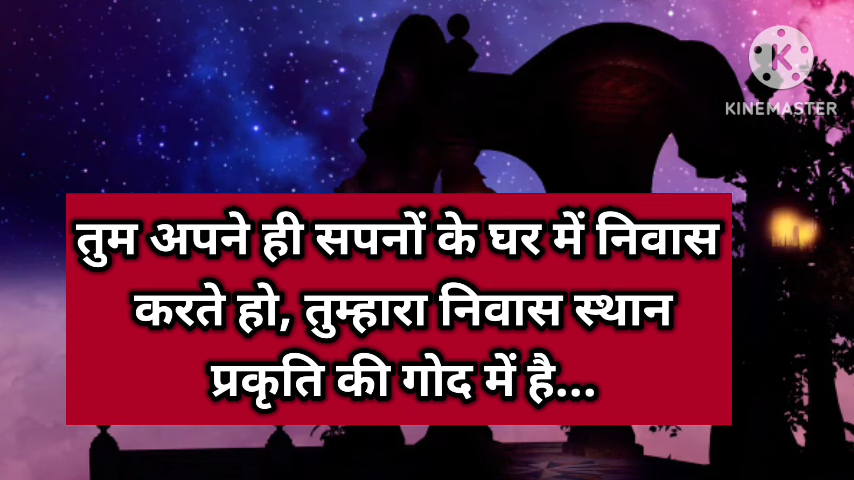 KINEMASTER
तुम अपने ही सपनों के घर में निवास
करते हो, तुम्हारा निवास स्थान
प्रकृति की गोद में है...